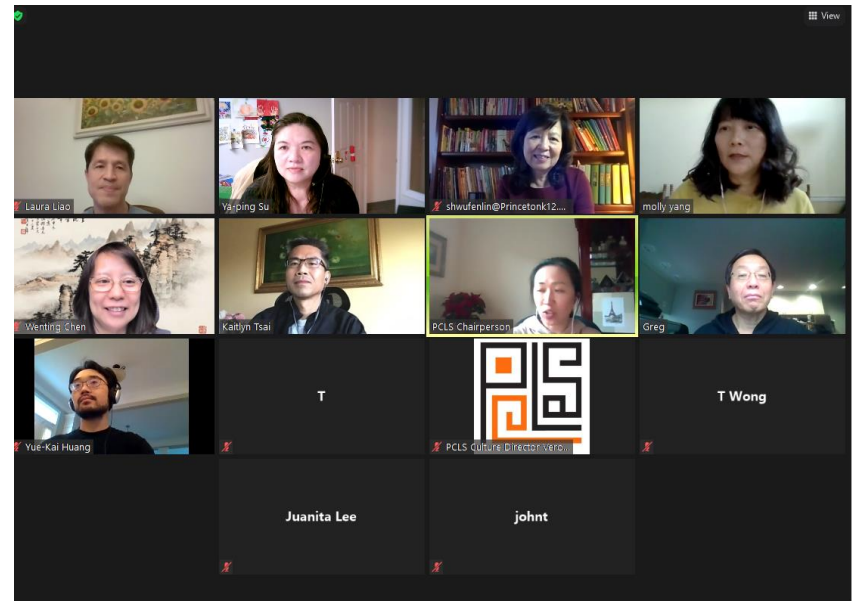 View
Laura Liao
Ya-ping Su
shwufenlin@Princetonk12....
molly yang
Wenting Chen
Kaitlyn Tsai
PCLS Chairperson
Greg
Yue-Kai Huang
T
PCLS Culture Director-vero...
T Wong
Juanita Lee
johnt